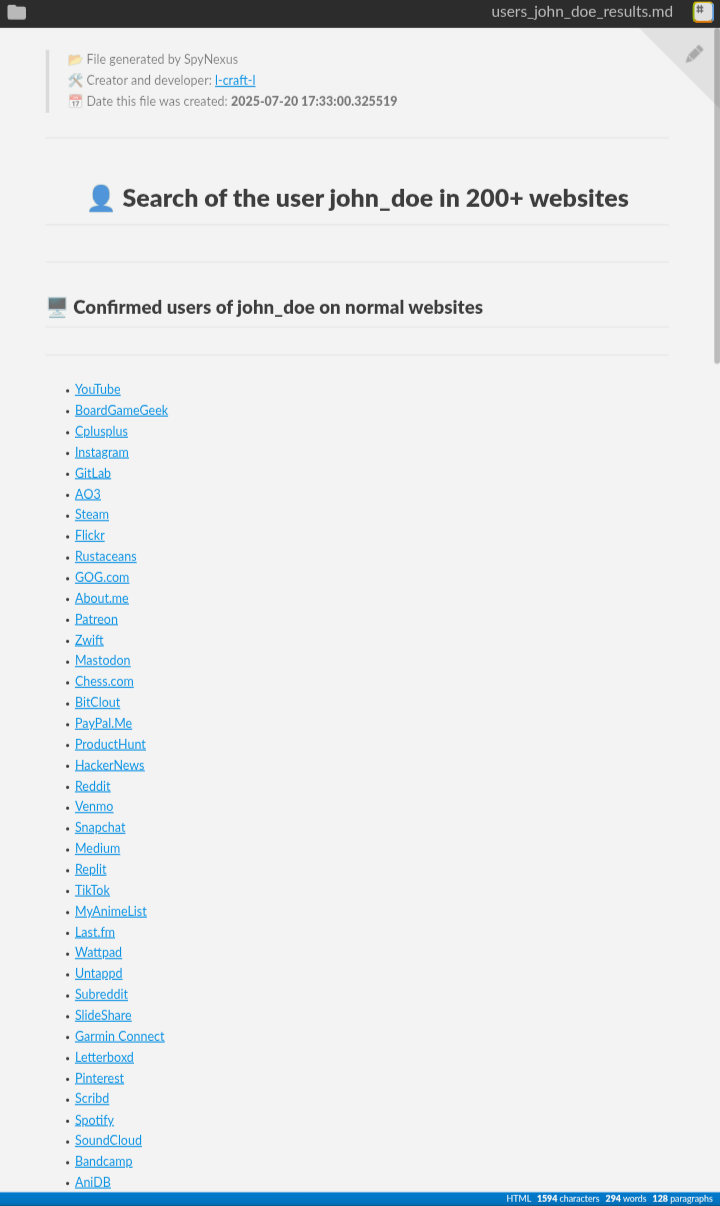 users_john_doe_results.md
#
📂 File generated by SpyNexus
🛠️ Creator and developer: l-craft-l
📅 Date this file was created: 2025-07-20 17:33:00.325519
👤 Search of the user john_doe in 200+ websites
🖥️ Confirmed users of john_doe on normal websites
• YouTube
• BoardGameGeek
• Cplusplus
• Instagram
• GitLab
• AO3
• Steam
• Flickr
• Rustaceans
• GOG.com
• About.me
• Patreon
• Zwift
• Mastodon
• Chess.com
• BitClout
• PayPal.Me
• ProductHunt
• HackerNews
• Reddit
• Venmo
• Snapchat
• Medium
• Replit
• TikTok
• MyAnimeList
• Last.fm
• Wattpad
• Untappd
• Subreddit
• SlideShare
• Garmin Connect
• Letterboxd
• Pinterest
• Scribd
• Spotify
• SoundCloud
• Bandcamp
• AniDB
HTML 1594 characters 294 words 128 paragraphs